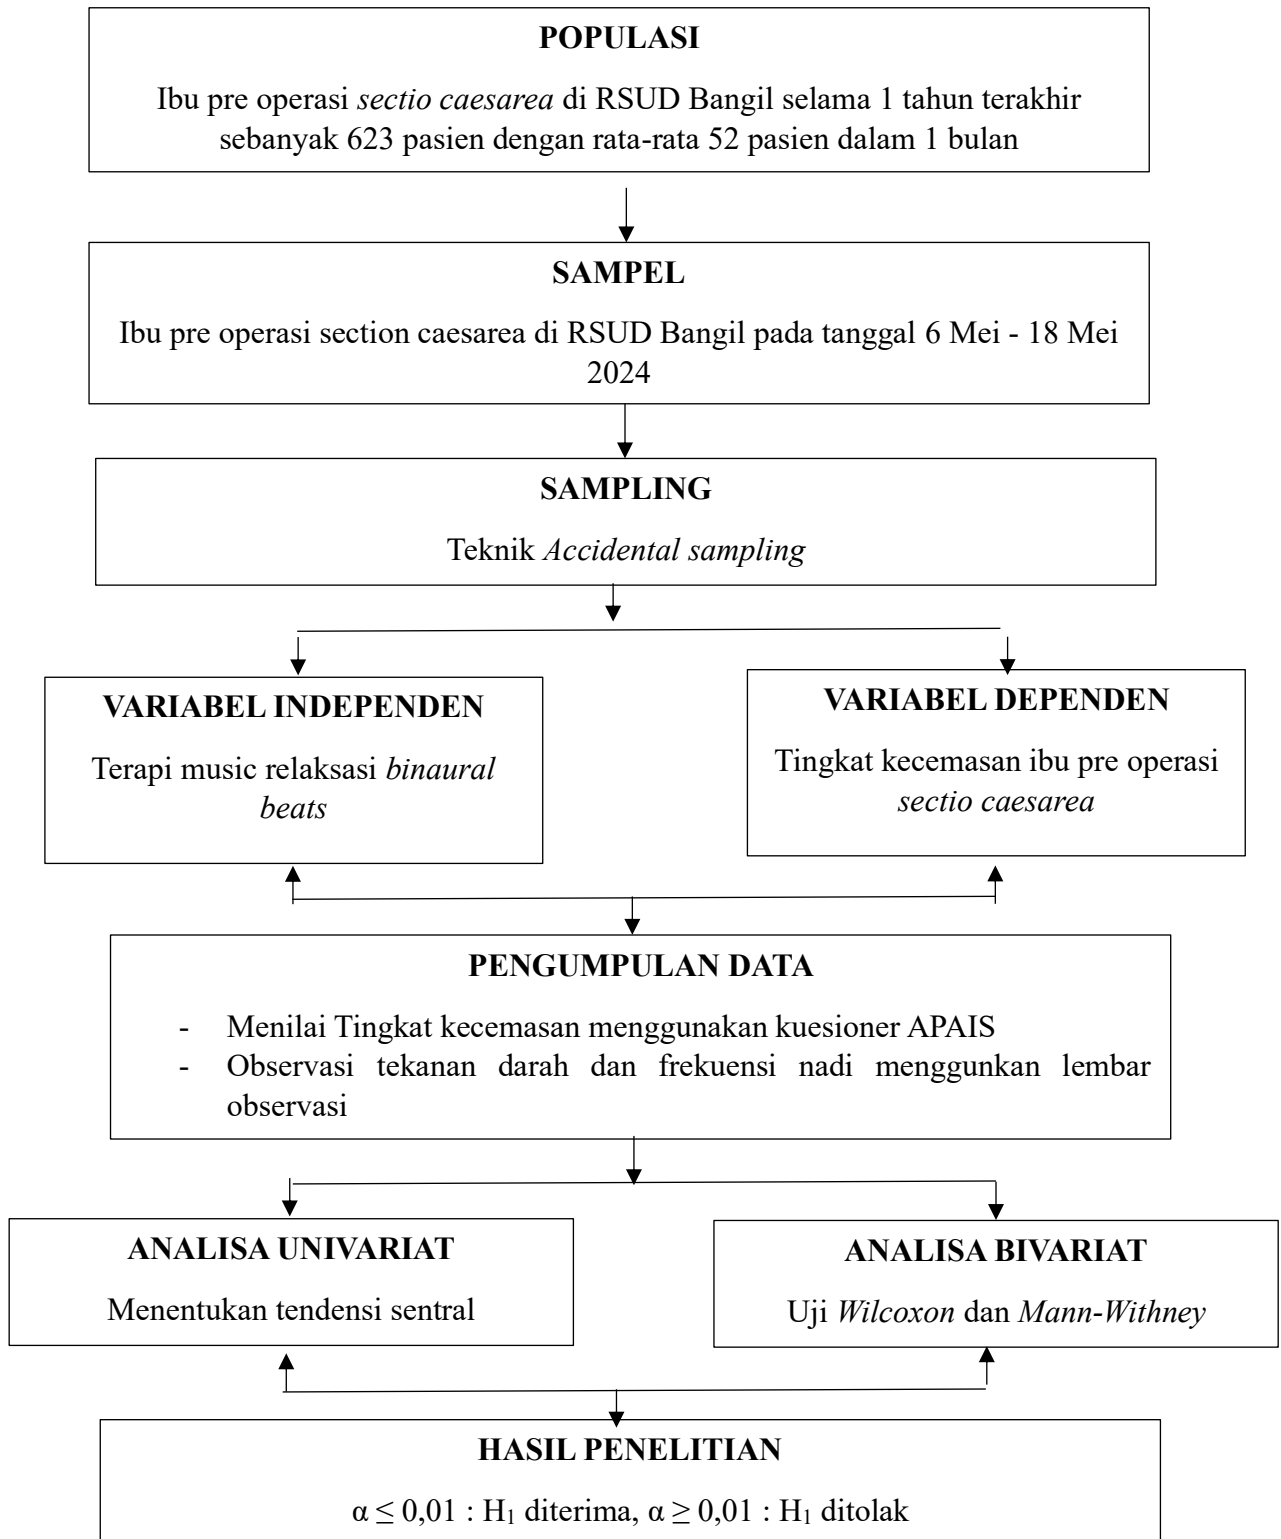 POPULASI
Ibu pre operasi sectio caesarea di RSUD Bangil selama 1 tahun terakhir
sebanyak 623 pasien dengan rata-rata 52 pasien dalam 1 bulan
SAMPEL
Ibu pre operasi section caesarea di RSUD Bangil pada tanggal 6 Mei - 18 Mei
2024
SAMPLING
Teknik Accidental sampling
VARIABEL INDEPENDEN
Terapi music relaksasi binaural
beats
VARIABEL DEPENDEN
Tingkat kecemasan ibu pre operasi
sectio caesarea
PENGUMPULAN DATA
- Menilai Tingkat kecemasan menggunakan kuesioner APAIS
- Observasi tekanan darah dan frekuensi nadi menggunkan lembar
observasi
ANALISA UNIVARIAT
Menentukan tendensi sentral
ANALISA BIVARIAT
Uji Wilcoxon dan Mann-Withney
HASIL PENELITIAN
α ≤ 0,01 : H₁ diterima, α ≥ 0,01 : H₁ ditolak